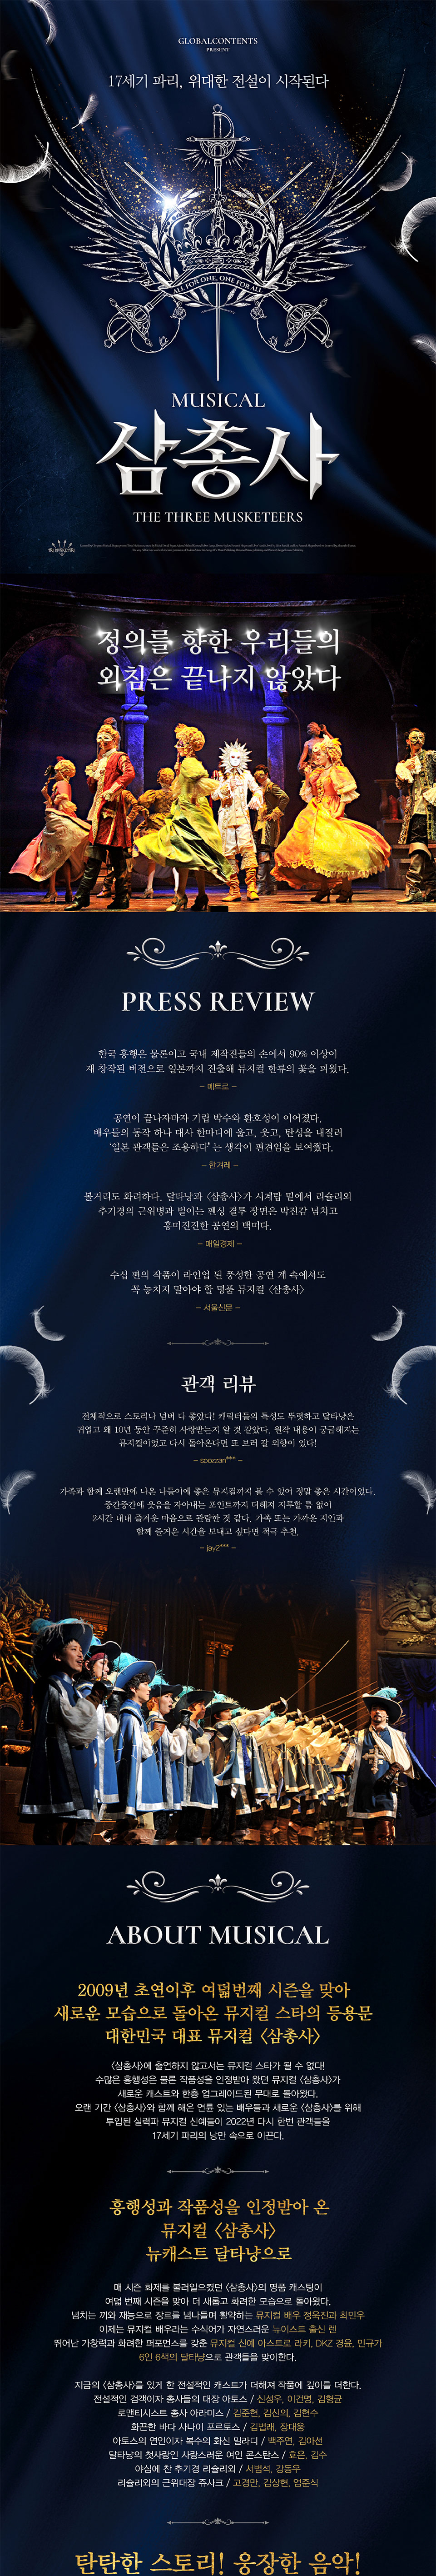 GLOBALCONTENTS
PRESENT
17세기 파리, 위대한 전설이 시작된다
ALL FOR ONE, ONE FOR ALL
MUSICAL
삼총사
THE THREE MUSKETEERS
정의를 향한 우리들의
외침은 끝나지 않았다
PRESS REVIEW
한국 흥행은 물론이고 국내 제작진들의 손에서 90% 이상이
재 창작된 버전으로 일본까지 진출해 뮤지컬 한류의 꽃을 피웠다.
- 메트로 -
공연이 끝나자마자 기립 박수와 환호성이 이어졌다.
배우들의 동작 하나 대사 한마디에 울고, 웃고, 탄성을 내질러
'일본 관객들은 조용하다' 는 생각이 편견임을 보여줬다.
- 한겨레 -
볼거리도 화려하다. 달타냥과 <삼총사>가 시계탑 밑에서 리슐리외
추기경의 근위병과 벌이는 펜싱 결투 장면은 박진감 넘치고
흥미진진한 공연의 백미다.
- 매일경제 -
수십 편의 작품이 라인업 된 풍성한 공연 계 속에서도
꼭 놓치지 말아야 할 명품 뮤지컬 <삼총사>
- 서울신문 -
관객 리뷰
전체적으로 스토리나 넘버 다 좋았다! 캐릭터들의 특성도 뚜렷하고 달타냥은
귀엽고 왜 10년 동안 꾸준히 사랑받는지 알 것 같았다. 원작 내용이 궁금해지는
뮤지컬이었고 다시 돌아온다면 또 보러 갈 의향이 있다!
- soozzan*** -
가족과 함께 오랜만에 나온 나들이에 좋은 뮤지컬까지 볼 수 있어 정말 좋은 시간이었다.
중간중간에 웃음을 자아내는 포인트까지 더해져 지루할 틈 없이
2시간 내내 즐거운 마음으로 관람한 것 같다. 가족 또는 가까운 지인과
함께 즐거운 시간을 보내고 싶다면 적극 추천.
- jay2*** -
ABOUT MUSICAL
2009년 초연이후 여덟번째 시즌을 맞아
새로운 모습으로 돌아온 뮤지컬 스타의 등용문
대한민국 대표 뮤지컬 <삼총사>
<삼총사>에 출연하지 않고서는 뮤지컬 스타가 될 수 없다!
수많은 흥행성은 물론 작품성을 인정받아 왔던 뮤지컬 <삼총사>가
새로운 캐스트와 한층 업그레이드된 무대로 돌아왔다.
오랜 기간 <삼총사>와 함께 해온 연륜 있는 배우들과 새로운 <삼총사>를 위해
투입된 실력파 뮤지컬 신예들이 2022년 다시 한번 관객들을
17세기 파리의 낭만 속으로 이끈다.
흥행성과 작품성을 인정받아 온
뮤지컬 <삼총사>
뉴캐스트 달타냥으로
매 시즌 화제를 불러일으켰던 <삼총사>의 명품 캐스팅이
여덟 번째 시즌을 맞아 더 새롭고 화려한 모습으로 돌아왔다.
넘치는 끼와 재능으로 장르를 넘나들며 활약하는 뮤지컬 배우 정욱진과 최민우
이제는 뮤지컬 배우라는 수식어가 자연스러운 뉴이스트 출신 렌
뛰어난 가창력과 화려한 퍼포먼스를 갖춘 뮤지컬 신예 아스트로 라키, DKZ 경윤, 민규가
6인 6색의 달타냥으로 관객들을 맞이한다.
지금의 <삼총사>를 있게 한 전설적인 캐스트가 더해져 작품에 깊이를 더한다.
전설적인 검객이자 총사들의 대장 아토스 / 신성우, 이건명, 김형균
로맨티시스트 총사 아라미스 / 김준현, 김신의, 김현수
화끈한 바다 사나이 포르토스 / 김법래, 장대웅
아토스의 연인이자 복수의 화신 밀라디 / 백주연, 김아선
달타냥의 첫사랑인 사랑스러운 여인 콘스탄스 / 효은, 김수
야심에 찬 추기경 리슐리외 / 서범석, 김동우
리슐리외의 근위대장 쥬사크 / 고경만, 김상현, 엄준식
탄탄한 스토리! 웅장한 음악!